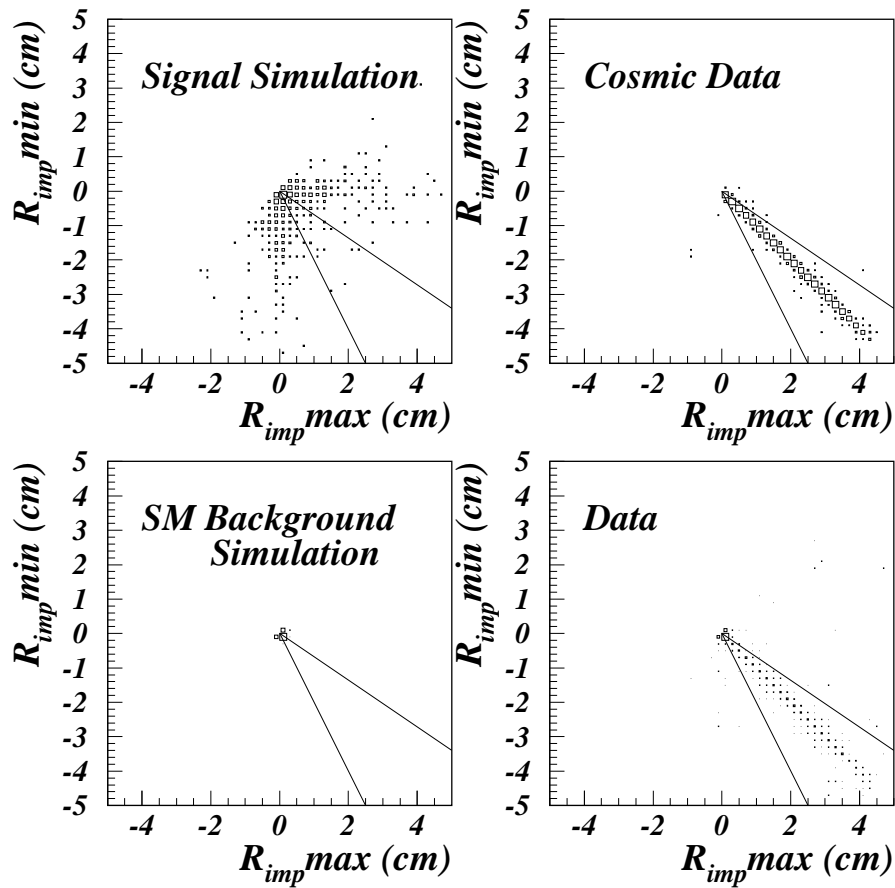 5
4
3
2
1
0
-1
-2
-3
-4
-5
R_imp min (cm)
Signal Simulation
-4 -2 0 2 4
R_imp max (cm)
5
4
3
2
1
0
-1
-2
-3
-4
-5
R_imp min (cm)
Cosmic Data
-4 -2 0 2 4
R_imp max (cm)
5
4
3
2
1
0
-1
-2
-3
-4
-5
R_imp min (cm)
SM Background
Simulation
-4 -2 0 2 4
R_imp max (cm)
5
4
3
2
1
0
-1
-2
-3
-4
-5
R_imp min (cm)
Data
-4 -2 0 2 4
R_imp max (cm)